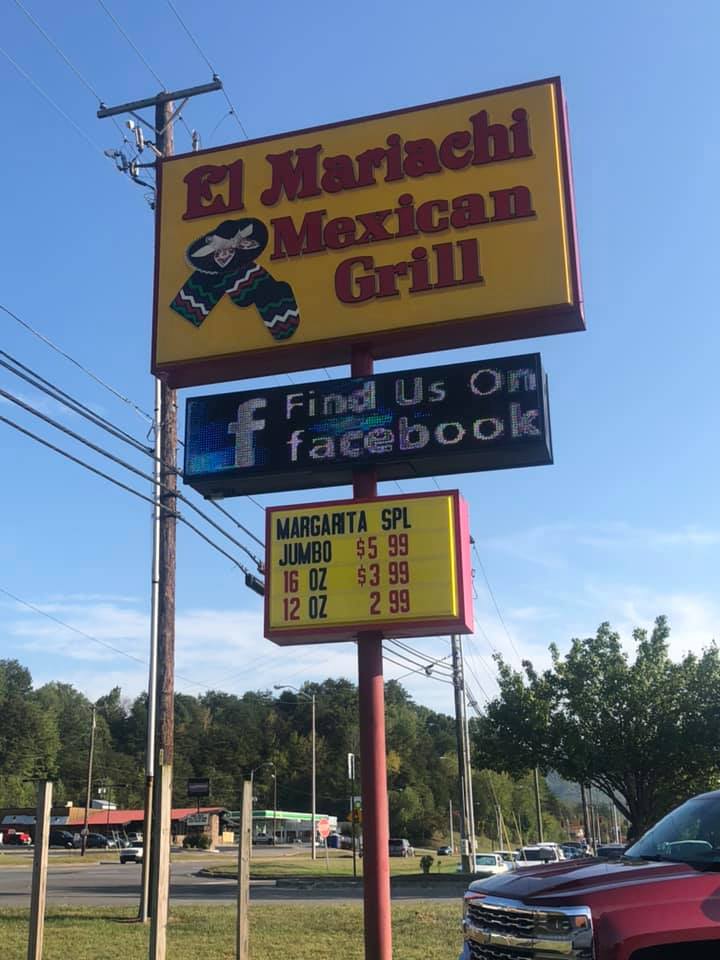 El Mariachi
Mexican
Grill
f Find Us On
facebook
MARGARITA SPL
JUMBO $5 99
16 OZ $3 99
12 OZ 2 99